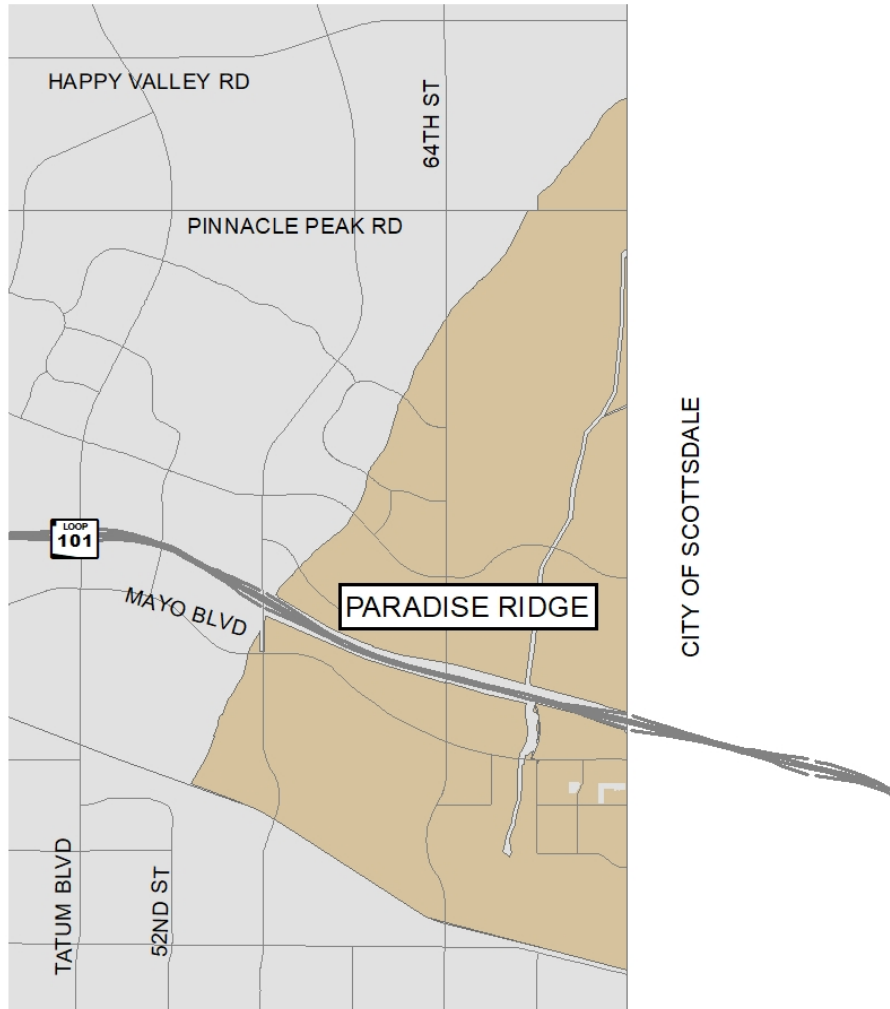 HAPPY VALLEY RD
64TH ST
PINNACLE PEAK RD
CITY OF SCOTTSDALE
LOOP
101
MAYO BLVD
PARADISE RIDGE
TATUM BLVD
52ND ST